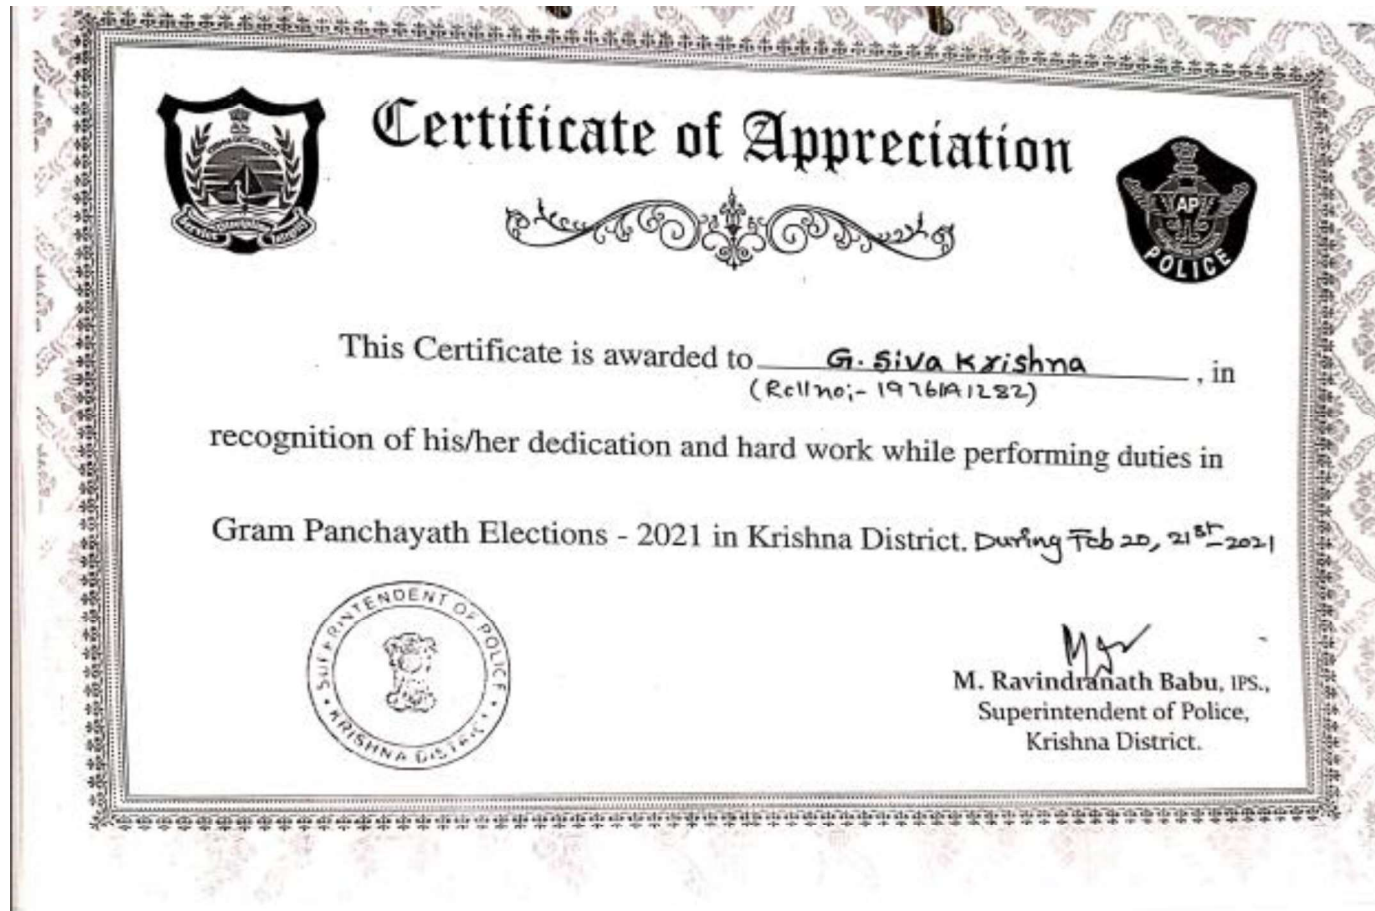 Certificate of Appreciation
AP
POLICE
This Certificate is awarded to G. Siva Krishna, in
(Roll no;- 19761A1282)
recognition of his/her dedication and hard work while performing duties in
Gram Panchayath Elections - 2021 in Krishna District. During Feb 20, 21st-2021
SUPERINTENDENT OF POLICE
KRISHNA DISTRICT
M. Ravindranath Babu, IPS.,
Superintendent of Police,
Krishna District.